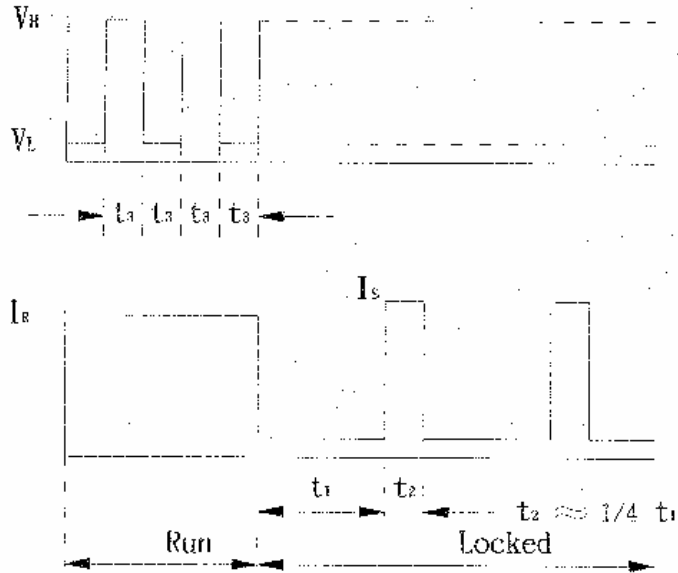 VH
VL
t3 t3 t3 t3
IR
IS
t1 t2
t2 ≈ 1/4 t1
Run Locked